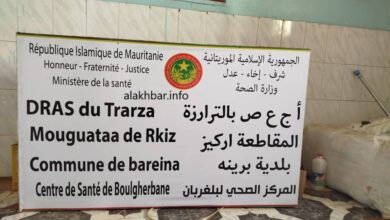 République Islamique de Mauritanie
Honneur - Fraternité - Justice
Ministère de la santé
الجمهورية الإسلامية الموريتانية
شرف - إخاء - عدل
وزارة الصحة
alakhbar.info
DRAS du Trarza
أ ج ع ص بالترارزة
Mouguataa de Rkiz
المقاطعة اركيز
Commune de bareina
بلدية برينه
Centre de Santé de Boulgherbane
المركز الصحي لبلغربان